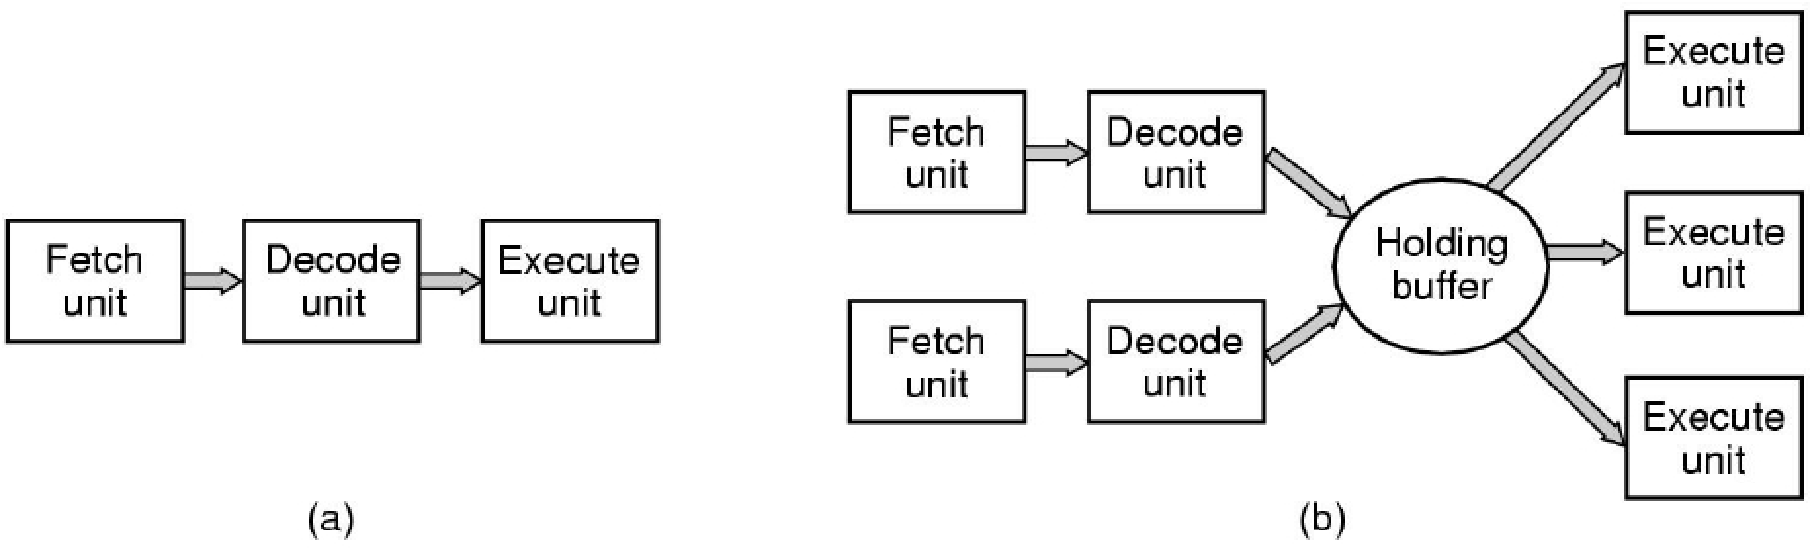 Fetch
unit
Decode
unit
Execute
unit
(a)
Fetch
unit
Decode
unit
Fetch
unit
Decode
unit
Holding
buffer
Execute
unit
Execute
unit
Execute
unit
(b)